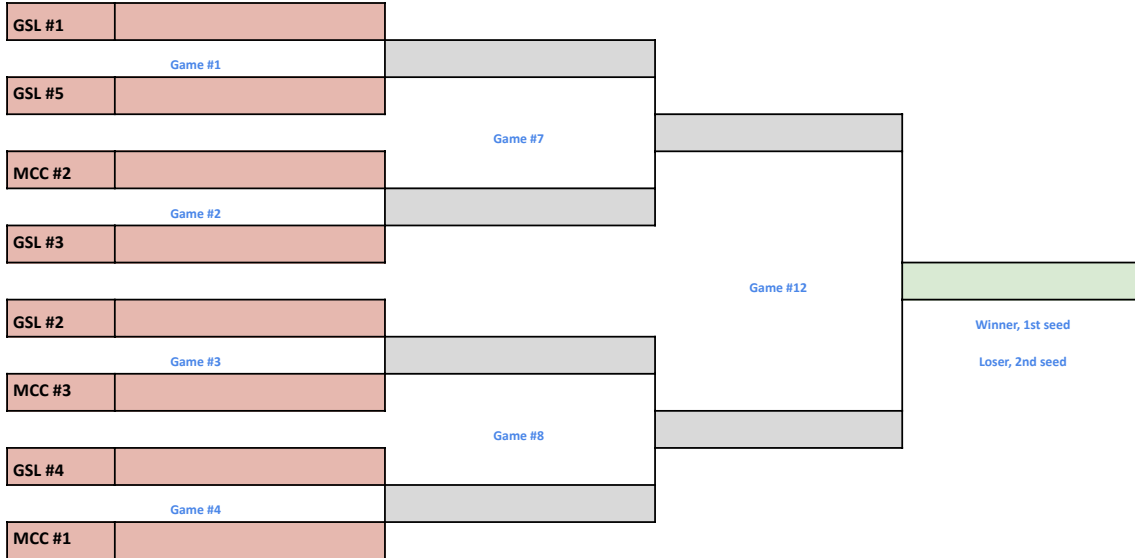 GSL #1
Game #1
GSL #5
Game #7
MCC #2
Game #2
GSL #3
Game #12
GSL #2
Winner, 1st seed
Game #3
Loser, 2nd seed
MCC #3
Game #8
GSL #4
Game #4
MCC #1